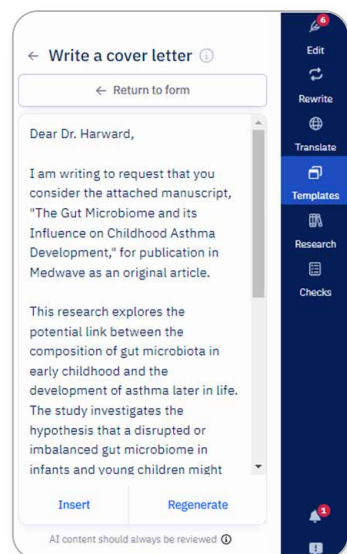 ← Write a cover letter
← Return to form
Dear Dr. Harward,
I am writing to request that you
consider the attached manuscript,
"The Gut Microbiome and its
Influence on Childhood Asthma
Development," for publication in
Medwave as an original article.
This research explores the
potential link between the
composition of gut microbiota in
early childhood and the
development of asthma later in life.
The study investigates the
hypothesis that a disrupted or
imbalanced gut microbiome in
infants and young children might
Insert
Regenerate
AI content should always be reviewed
6
Edit
Rewrite
Translate
Templates
Research
Checks
1